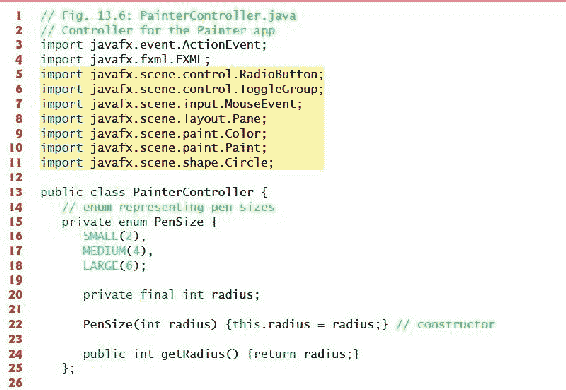 1 // Fig. 13.6: PainterController.java
2 // Controller for the Painter app
3 import javafx.event.ActionEvent;
4 import javafx.fxml.FXML;
5 import javafx.scene.control.RadioButton;
6 import javafx.scene.control.ToggleGroup;
7 import javafx.scene.input.MouseEvent;
8 import javafx.scene.layout.Pane;
9 import javafx.scene.paint.Color;
10 import javafx.scene.paint.Paint;
11 import javafx.scene.shape.Circle;
12
13 public class PainterController {
14 // enum representing pen sizes
15 private enum PenSize {
16 SMALL(2),
17 MEDIUM(4),
18 LARGE(6);
19
20 private final int radius;
21
22 PenSize(int radius) {this.radius = radius;} // constructor
23
24 public int getRadius() {return radius;}
25 };
26